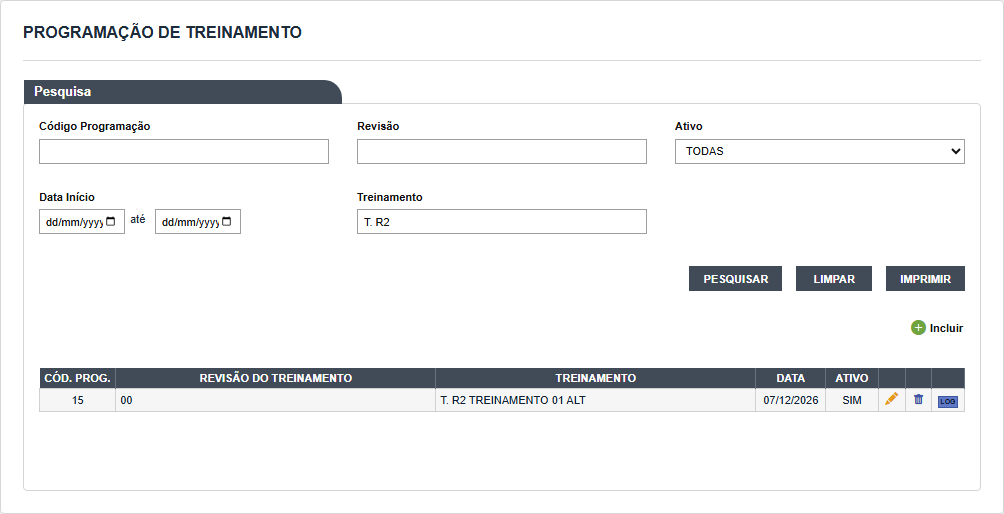 PROGRAMAÇÃO DE TREINAMENTO
Pesquisa
Código Programação Revisão Ativo
TODAS
Data Início Treinamento
dd/mm/yyyy até dd/mm/yyyy T. R2
PESQUISAR LIMPAR IMPRIMIR
Incluir
CÓD. PROG. REVISÃO DO TREINAMENTO TREINAMENTO DATA ATIVO
15 00 T. R2 TREINAMENTO 01 ALT 07/12/2026 SIM LOG